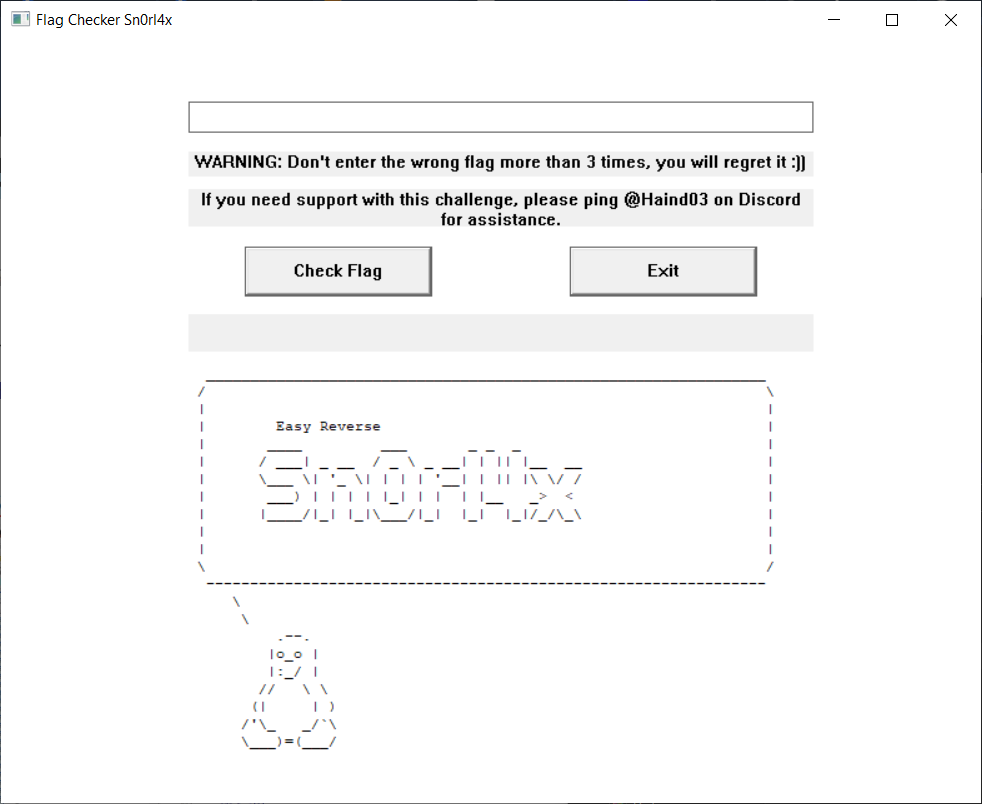 Flag Checker Sn0rl4x
WARNING: Don't enter the wrong flag more than 3 times, you will regret it :))
If you need support with this challenge, please ping @Haind03 on Discord
for assistance.
Check Flag
Exit
Easy Reverse
Sn0rl4x